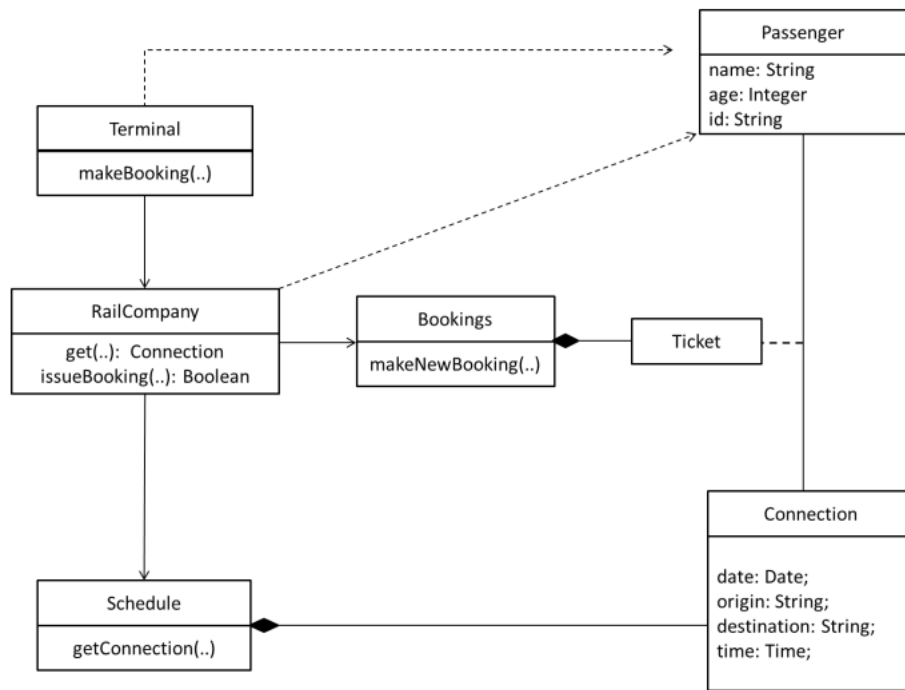 Passenger
name: String
age: Integer
id: String
Terminal
makeBooking(..)
RailCompany
get(..): Connection
issueBooking(..): Boolean
Bookings
makeNewBooking(..)
Ticket
Connection
date: Date;
origin: String;
destination: String;
time: Time;
Schedule
getConnection(..)